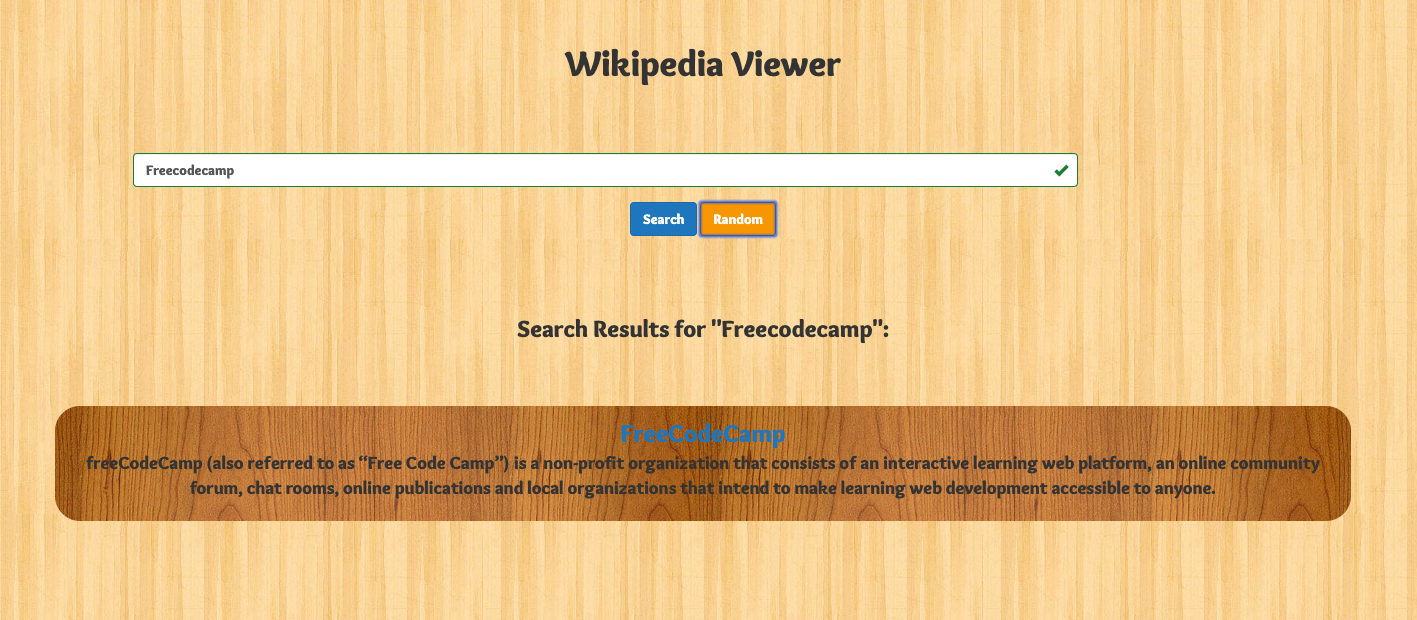 Wikipedia Viewer
Freecodecamp
Search Random
Search Results for "Freecodecamp":
FreeCodeCamp
freeCodeCamp (also referred to as “Free Code Camp”) is a non-profit organization that consists of an interactive learning web platform, an online community
forum, chat rooms, online publications and local organizations that intend to make learning web development accessible to anyone.